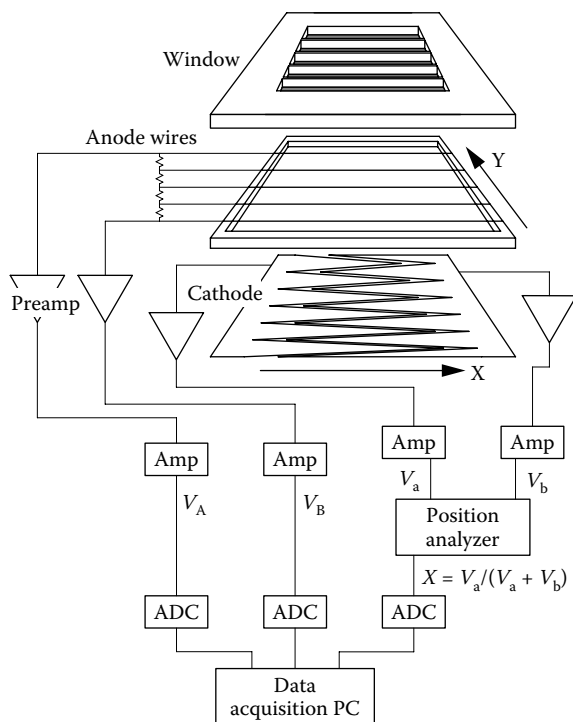 Window
Anode wires
Y
Preamp
Cathode
X
Amp
Amp
Amp
Amp
V_A
V_B
V_a
V_b
Position
analyzer
X = V_a/(V_a + V_b)
ADC
ADC
ADC
Data
acquisition PC